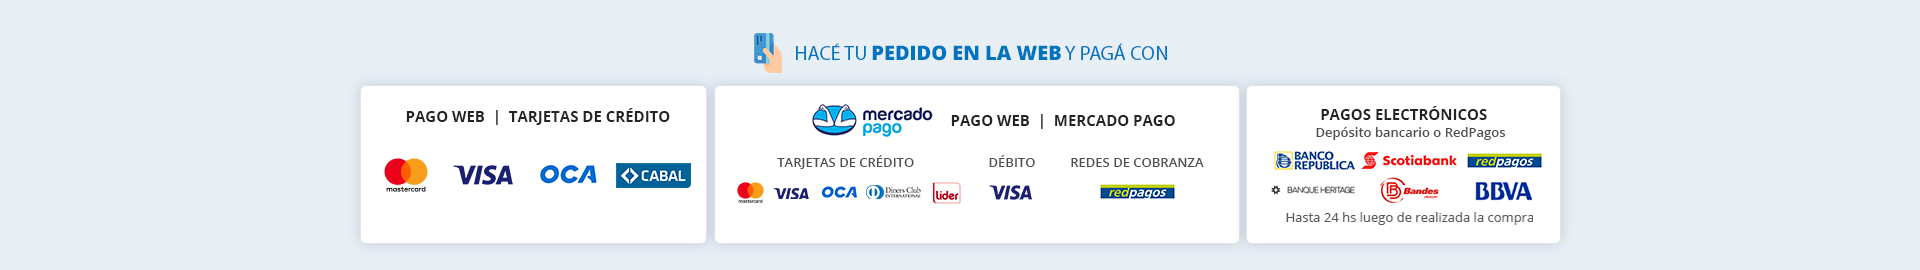 HACÉ TU PEDIDO EN LA WEB Y PAGÁ CON
PAGO WEB | TARJETAS DE CRÉDITO
mastercard
VISA
OCA
CABAL
mercado
pago
PAGO WEB | MERCADO PAGO
TARJETAS DE CRÉDITO
mastercard
VISA
OCA
Diners Club
INTERNATIONAL
lider
DÉBITO
VISA
REDES DE COBRANZA
redpagos
PAGOS ELECTRÓNICOS
Depósito bancario o RedPagos
BANCO
REPUBLICA
Scotiabank
redpagos
BANQUE HERITAGE
Bandes
BBVA
Hasta 24 hs luego de realizada la compra